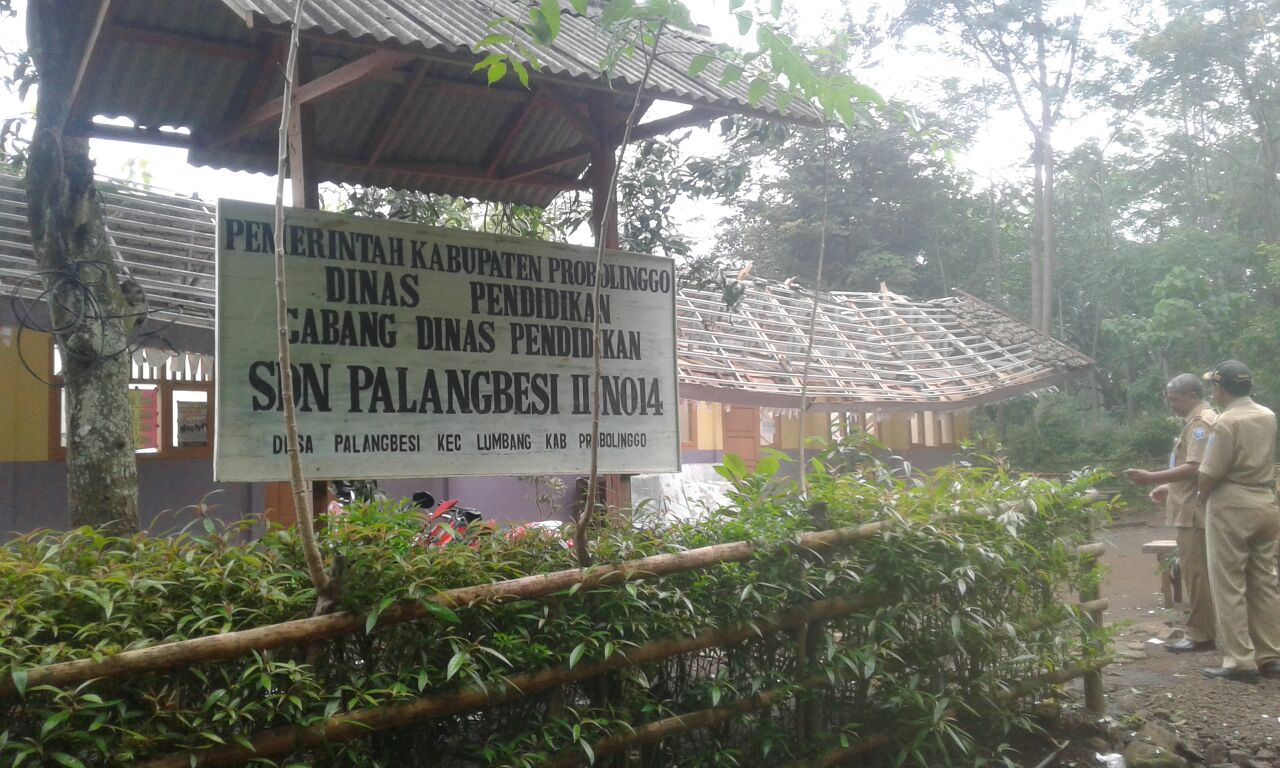 PEMERINTAH KABUPATEN PROBOLINGGO
DINAS PENDIDIKAN
CABANG DINAS PENDIDIKAN
SDN PALANGBESI II NO14
DESA PALANGBESI KEC LUMBANG KAB PROBOLINGGO